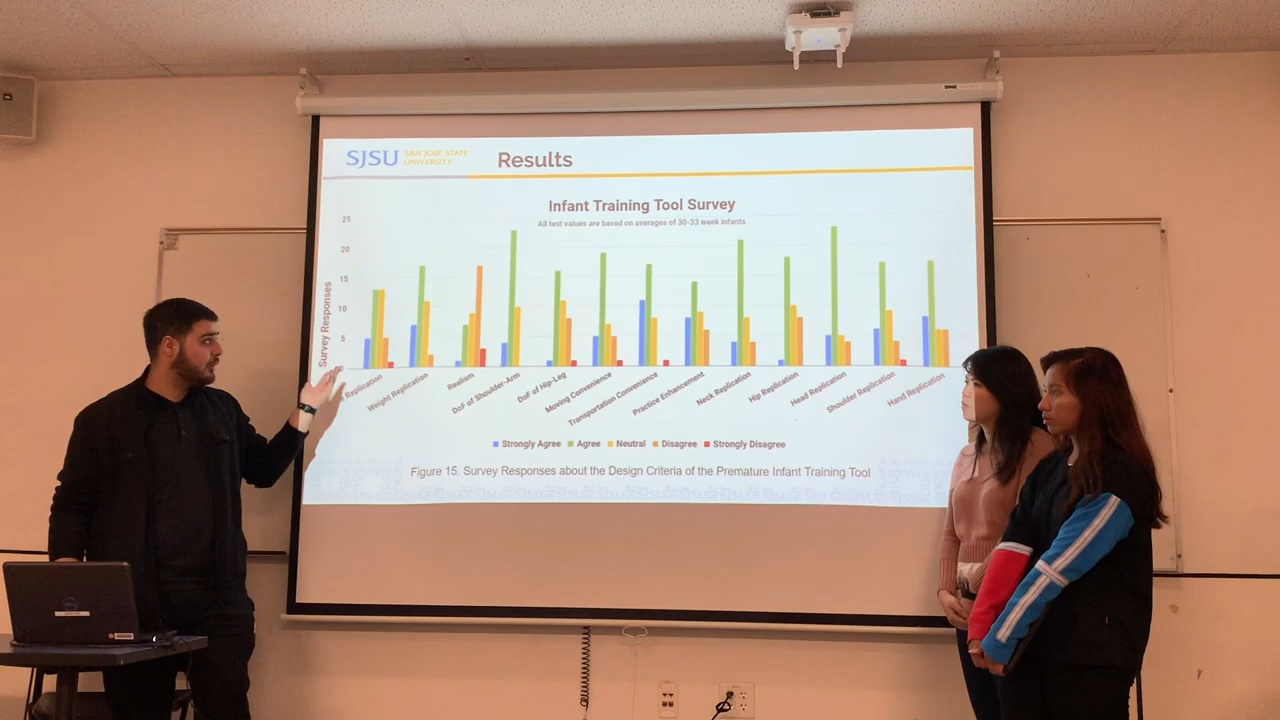 SJSU SAN JOSÉ STATE UNIVERSITY
Results
Infant Training Tool Survey
All test values are based on averages of 30-33 week infants
Survey Responses
25
20
15
10
5
Replication
Weight Replication
Realism
DoF of Shoulder-Arm
DoF of Hip-Leg
Moving Convenience
Transportation Convenience
Practice Enhancement
Neck Replication
Hip Replication
Head Replication
Shoulder Replication
Hand Replication
Strongly Agree Agree Neutral Disagree Strongly Disagree
Figure 15. Survey Responses about the Design Criteria of the Premature Infant Training Tool
DELL